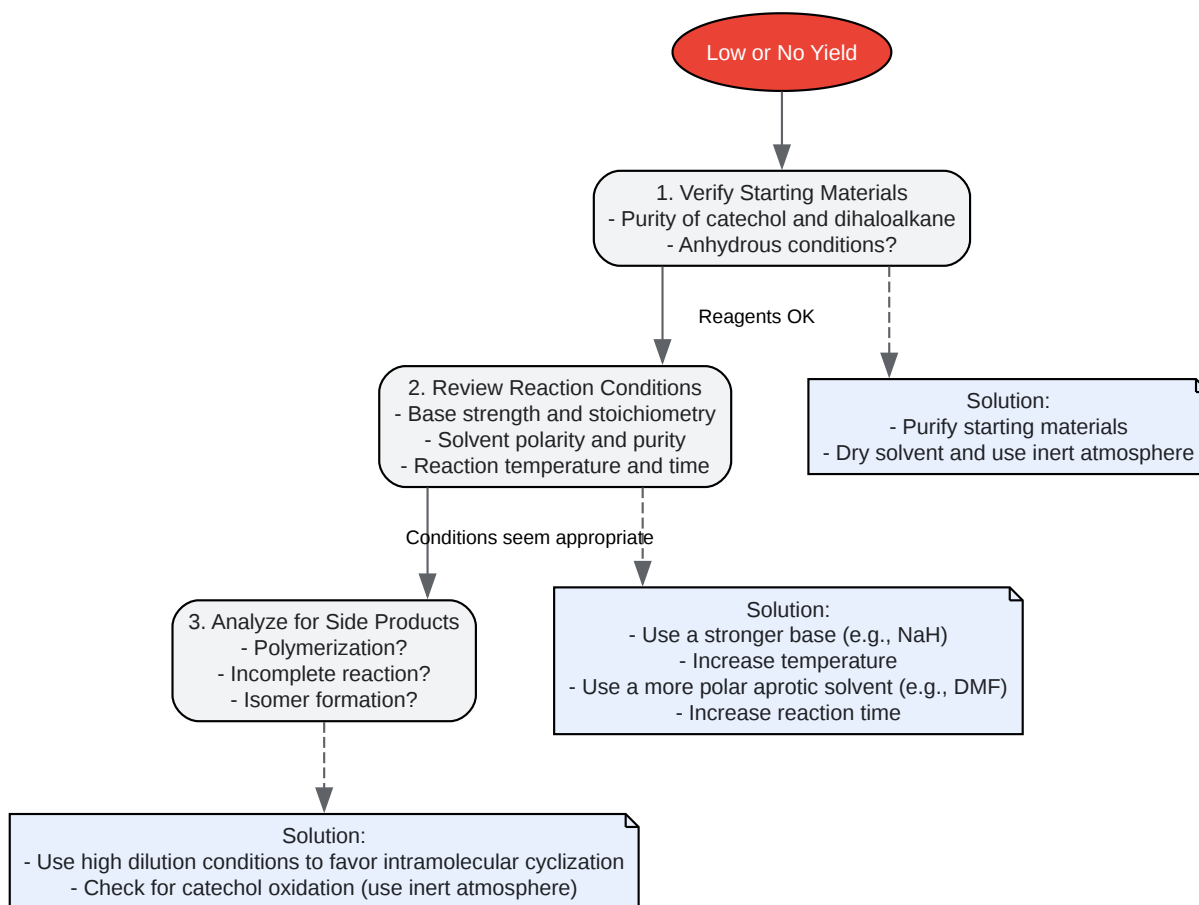 Low or No Yield
1. Verify Starting Materials
- Purity of catechol and dihaloalkane
- Anhydrous conditions?
Reagents OK
2. Review Reaction Conditions
- Base strength and stoichiometry
- Solvent polarity and purity
- Reaction temperature and time
Solution:
- Purify starting materials
- Dry solvent and use inert atmosphere
Conditions seem appropriate
3. Analyze for Side Products
- Polymerization?
- Incomplete reaction?
- Isomer formation?
Solution:
- Use a stronger base (e.g., NaH)
- Increase temperature
- Use a more polar aprotic solvent (e.g., DMF)
- Increase reaction time
Solution:
- Use high dilution conditions to favor intramolecular cyclization
- Check for catechol oxidation (use inert atmosphere)